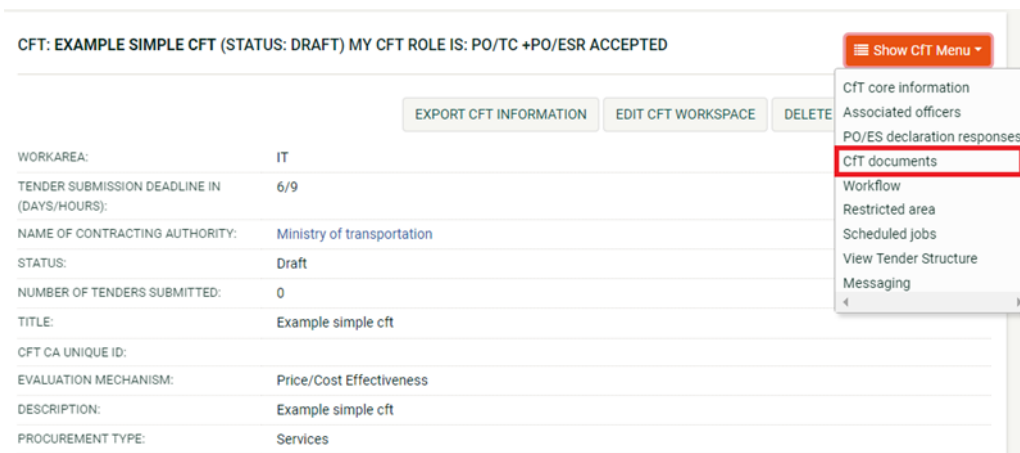 CFT: EXAMPLE SIMPLE CFT (STATUS: DRAFT) MY CFT ROLE IS: PO/TC +PO/ESR ACCEPTED
Show CfT Menu
CfT core information
Associated officers
PO/ES declaration responses
CfT documents
Workflow
Restricted area
Scheduled jobs
View Tender Structure
Messaging
EXPORT CFT INFORMATION EDIT CFT WORKSPACE DELETE
WORKAREA: IT
TENDER SUBMISSION DEADLINE IN 6/9
(DAYS/HOURS):
NAME OF CONTRACTING AUTHORITY: Ministry of transportation
STATUS: Draft
NUMBER OF TENDERS SUBMITTED: 0
TITLE: Example simple cft
CFT CA UNIQUE ID:
EVALUATION MECHANISM: Price/Cost Effectiveness
DESCRIPTION: Example simple cft
PROCUREMENT TYPE: Services